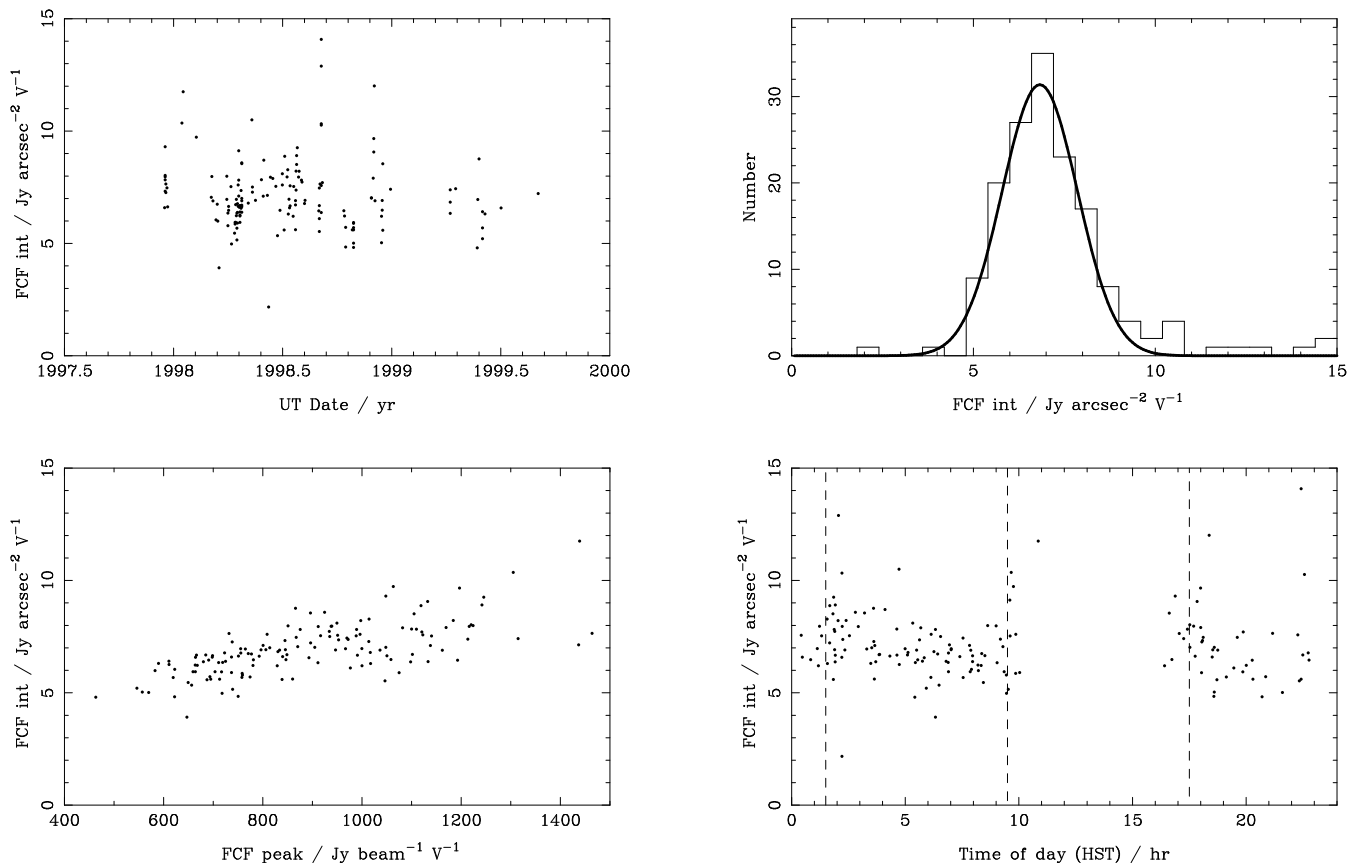 15
10
5
0
FCF int / Jy arcsec⁻² V⁻¹
1997.5 1998 1998.5 1999 1999.5 2000
UT Date / yr
30
20
10
0
Number
0 5 10 15
FCF int / Jy arcsec⁻² V⁻¹
15
10
5
0
FCF int / Jy arcsec⁻² V⁻¹
400 600 800 1000 1200 1400
FCF peak / Jy beam⁻¹ V⁻¹
15
10
5
0
FCF int / Jy arcsec⁻² V⁻¹
0 5 10 15 20
Time of day (HST) / hr